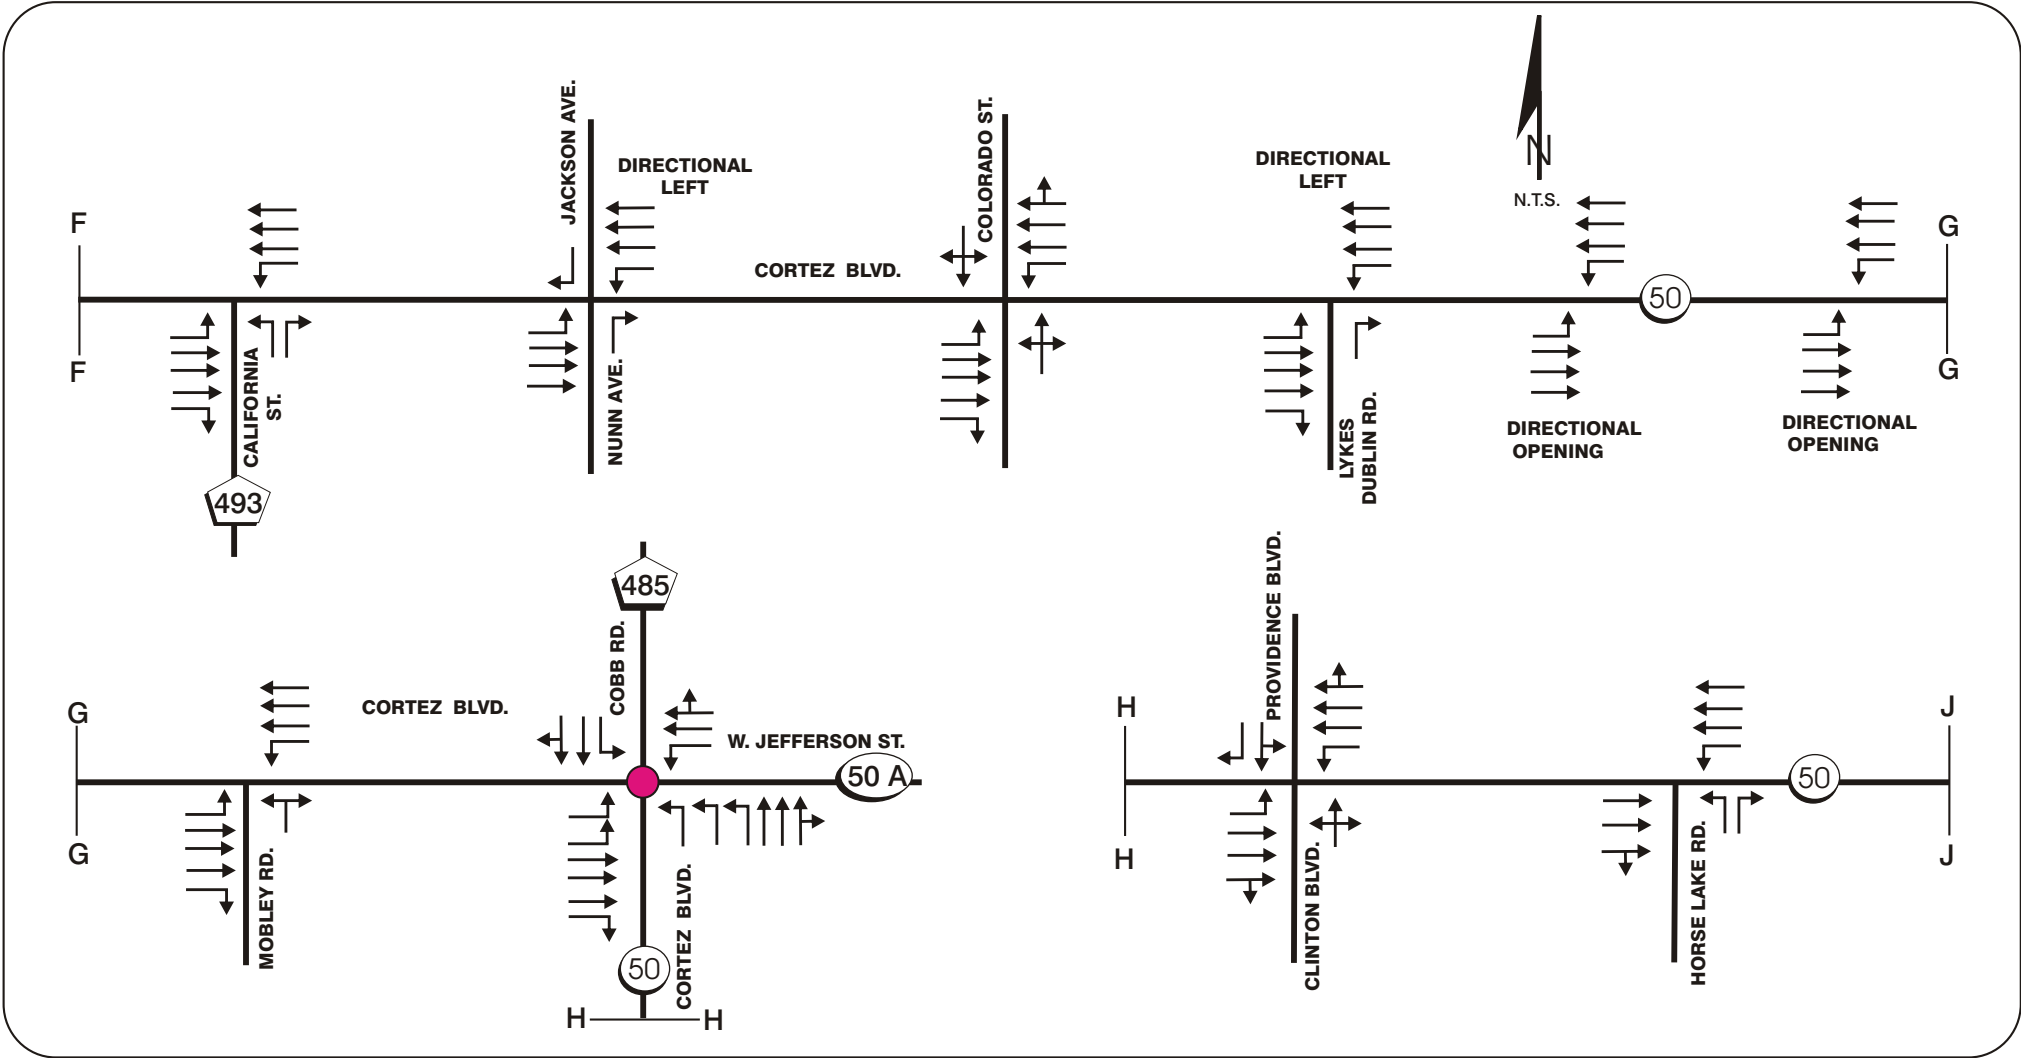 JACKSON AVE.
DIRECTIONAL
LEFT
COLORADO ST.
DIRECTIONAL
LEFT
N
N.T.S.
F
G
CORTEZ BLVD.
50
F
G
CALIFORNIA
ST.
NUNN AVE.
LYKES
DUBLIN RD.
DIRECTIONAL
OPENING
DIRECTIONAL
OPENING
493
485
COBB RD.
PROVIDENCE BLVD.
G
CORTEZ BLVD.
H
J
W. JEFFERSON ST.
50 A
50
G
H
J
MOBLEY RD.
CORTEZ BLVD.
50
CLINTON BLVD.
HORSE LAKE RD.
H
H